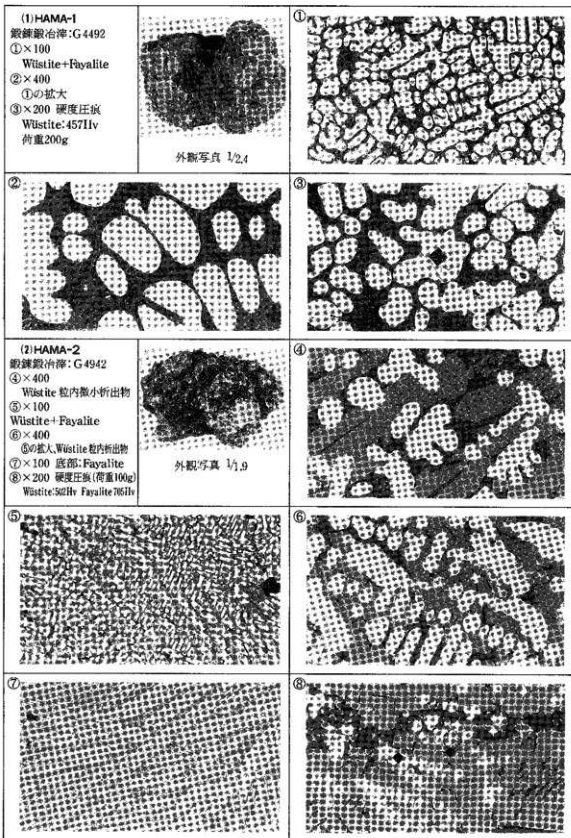 (1) HAMA-1
鍛錬鍛冶滓:G4492
①×100
Wüstite+Fayalite
②×400
①の拡大
③×200 硬度圧痕
Wüstite:457Hv
荷重200g
外観写真 1/2.4
①
②
③
(2) HAMA-2
鍛錬鍛冶滓:G4942
④×400
Wüstite 粒内微小析出物
⑤×100
Wüstite+Fayalite
⑥×400
⑤の拡大,Wüstite粒内析出物
⑦×100 底部:Fayalite
⑧×200 硬度圧痕(荷重100g)
Wüstite:502Hv Fayalite705Hv
外観写真 1/1.9
④
⑤
⑥
⑦
⑧